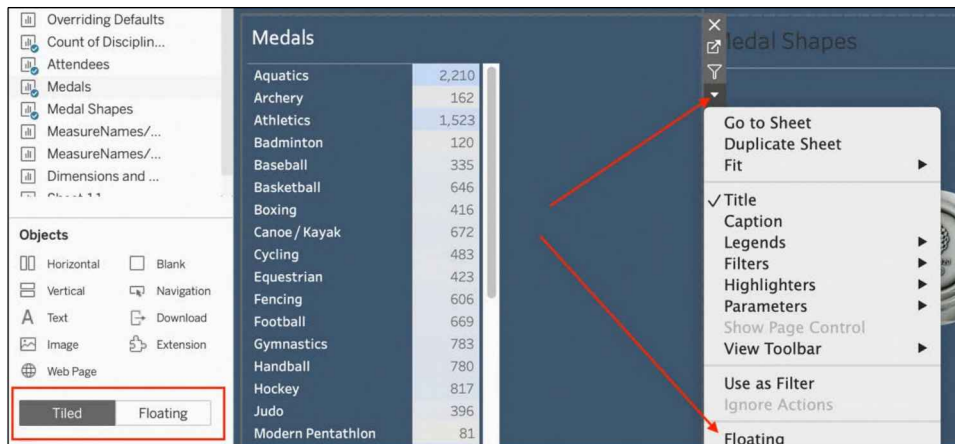 Overriding Defaults
Count of Disciplin...
Attendees
Medals
Medal Shapes
MeasureNames/...
MeasureNames/...
Dimensions and ...
Objects
Horizontal
Blank
Vertical
Navigation
Text
Download
Image
Extension
Web Page
Tiled
Floating
Medals
Aquatics 2,210
Archery 162
Athletics 1,523
Badminton 120
Baseball 335
Basketball 646
Boxing 416
Canoe / Kayak 672
Cycling 483
Equestrian 423
Fencing 606
Football 669
Gymnastics 783
Handball 780
Hockey 817
Judo 396
Modern Pentathlon 81
Medal Shapes
Go to Sheet
Duplicate Sheet
Fit
Title
Caption
Legends
Filters
Highlighters
Parameters
Show Page Control
View Toolbar
Use as Filter
Ignore Actions
Floating